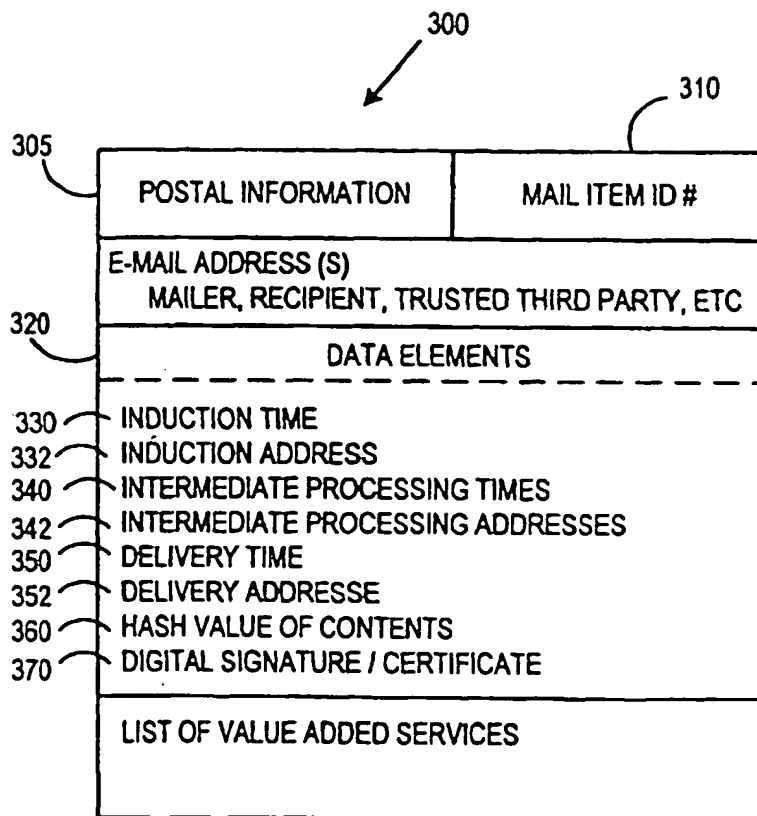 300
310
305
POSTAL INFORMATION
MAIL ITEM ID #
E-MAIL ADDRESS (S)
MAILER, RECIPIENT, TRUSTED THIRD PARTY, ETC
320
DATA ELEMENTS
330 INDUCTION TIME
332 INDUCTION ADDRESS
340 INTERMEDIATE PROCESSING TIMES
342 INTERMEDIATE PROCESSING ADDRESSES
350 DELIVERY TIME
352 DELIVERY ADDRESSE
360 HASH VALUE OF CONTENTS
370 DIGITAL SIGNATURE / CERTIFICATE
LIST OF VALUE ADDED SERVICES